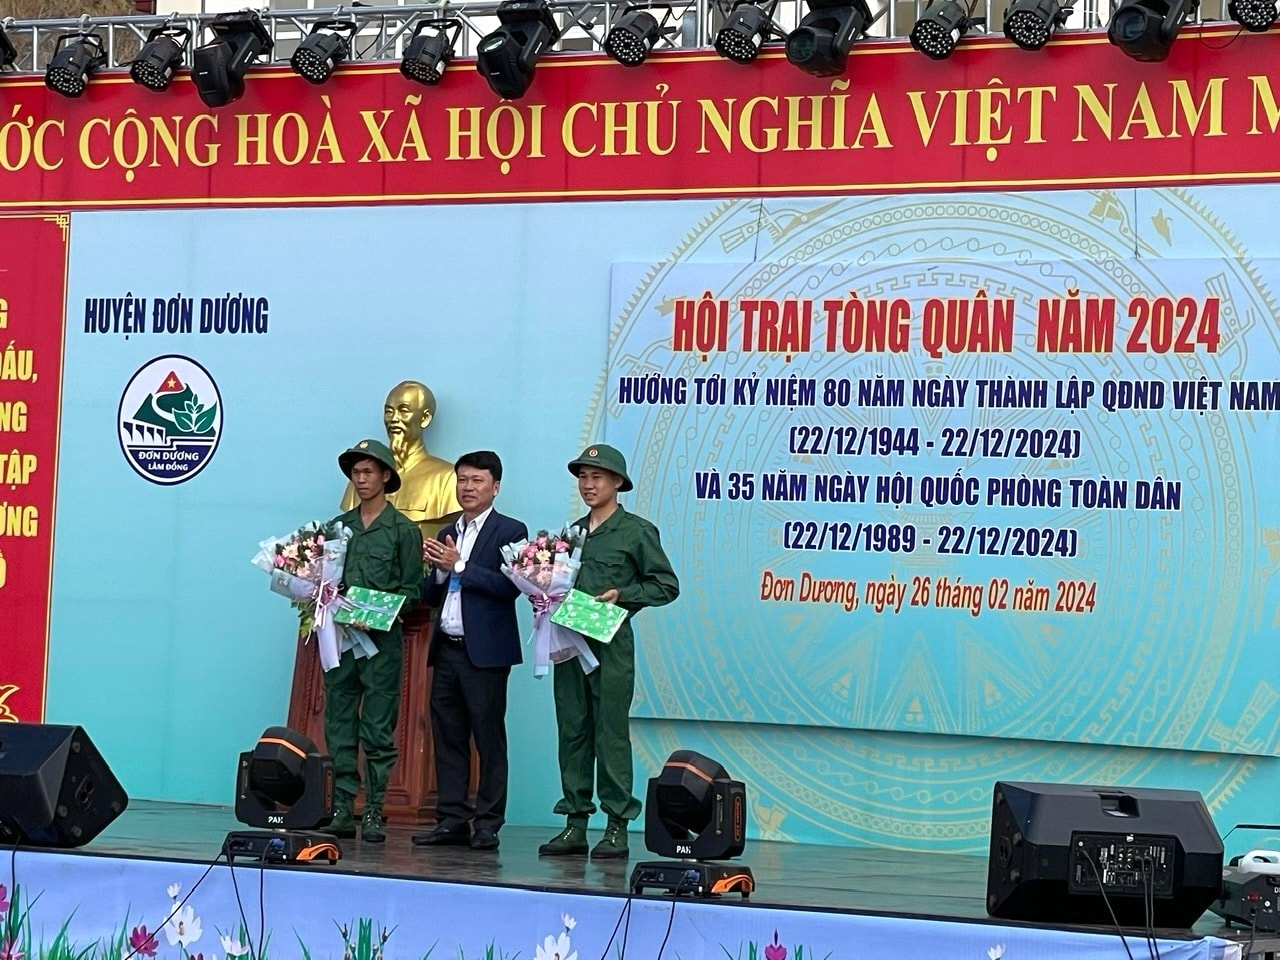 ỚC CỘNG HOÀ XÃ HỘI CHỦ NGHĨA VIỆT NAM M
G
ĐẤU,
NG
TẬP
ƠNG
HUYỆN ĐƠN DƯƠNG
ĐƠN DƯƠNG
LÂM ĐỒNG
HỘI TRẠI TÒNG QUÂN NĂM 2024
HƯỚNG TỚI KỶ NIỆM 80 NĂM NGÀY THÀNH LẬP QĐND VIỆT NAM
(22/12/1944 - 22/12/2024)
VÀ 35 NĂM NGÀY HỘI QUỐC PHÒNG TOÀN DÂN
(22/12/1989 - 22/12/2024)
Đơn Dương, ngày 26 tháng 02 năm 2024
PAK
PAK